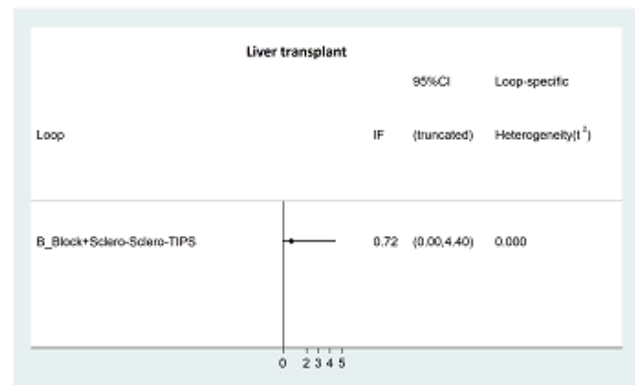 Liver transplant
95%CI Loop-specific
Loop IF (truncated) Heterogeneity(τ²)
B_Block+Sclero-Sclero-TIPS 0.72 (0.00,4.40) 0.000
0 2 3 4 5